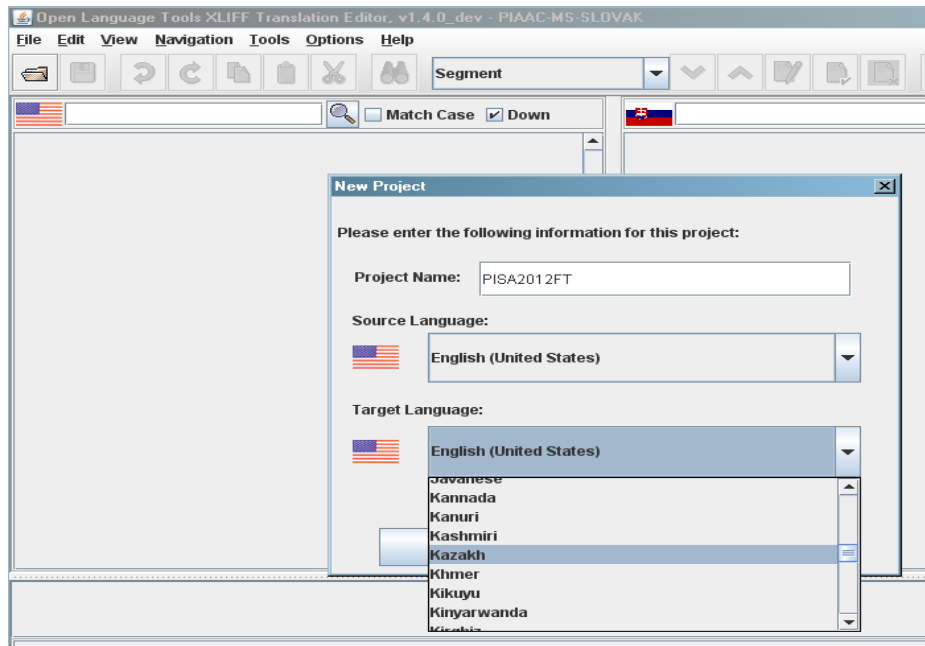 Open Language Tools XLIFF Translation Editor, v1.4.0_dev - PIAAC-MS-SLOVAK
File Edit View Navigation Tools Options Help
Segment
Match Case Down
New Project
Please enter the following information for this project:
Project Name: PISA2012FT
Source Language:
English (United States)
Target Language:
English (United States)
Javanese
Kannada
Kanuri
Kashmiri
Kazakh
Khmer
Kikuyu
Kinyarwanda
Kirghiz